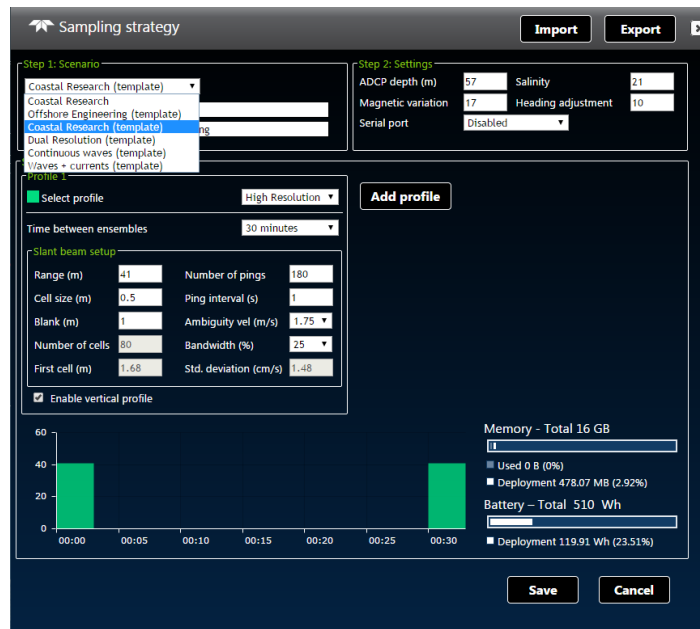 Sampling strategy
Import
Export
Step 1: Scenario
Coastal Research (template)
Coastal Research
Offshore Engineering (template)
Coastal Research (template)
Dual Resolution (template)
Continuous waves (template)
Waves + currents (template)
Step 2: Settings
ADCP depth (m) 57 Salinity 21
Magnetic variation 17 Heading adjustment 10
Serial port Disabled
Profile 1
Select profile High Resolution
Add profile
Time between ensembles 30 minutes
Slant beam setup
Range (m) 41 Number of pings 180
Cell size (m) 0.5 Ping interval (s) 1
Blank (m) 1 Ambiguity vel (m/s) 1.75
Number of cells 80 Bandwidth (%) 25
First cell (m) 1.68 Std. deviation (cm/s) 1.48
Enable vertical profile
60
40
20
0
00:00 00:05 00:10 00:15 00:20 00:25 00:30
Memory - Total 16 GB
Used 0 B (0%)
Deployment 478.07 MB (2.92%)
Battery – Total 510 Wh
Deployment 119.91 Wh (23.51%)
Save
Cancel